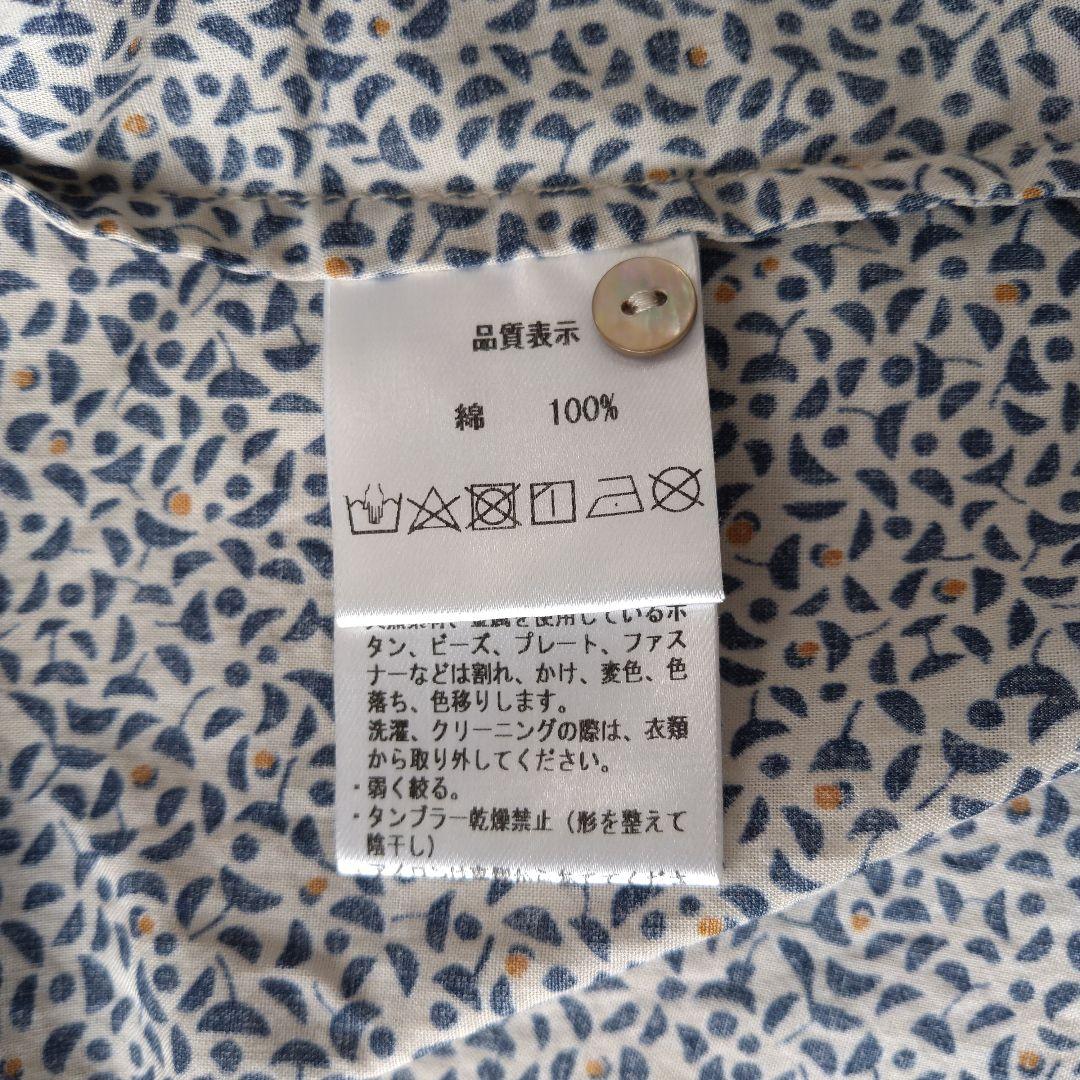 品質表示
綿 100%
タン、ビーズ、プレート、ファス
ナーなどは割れ、かけ、変色、色
落ち、色移りします。
洗濯、クリーニングの際は、衣類
から取り外してください。
・弱く絞る。
・タンブラー乾燥禁止（形を整えて
陰干し）